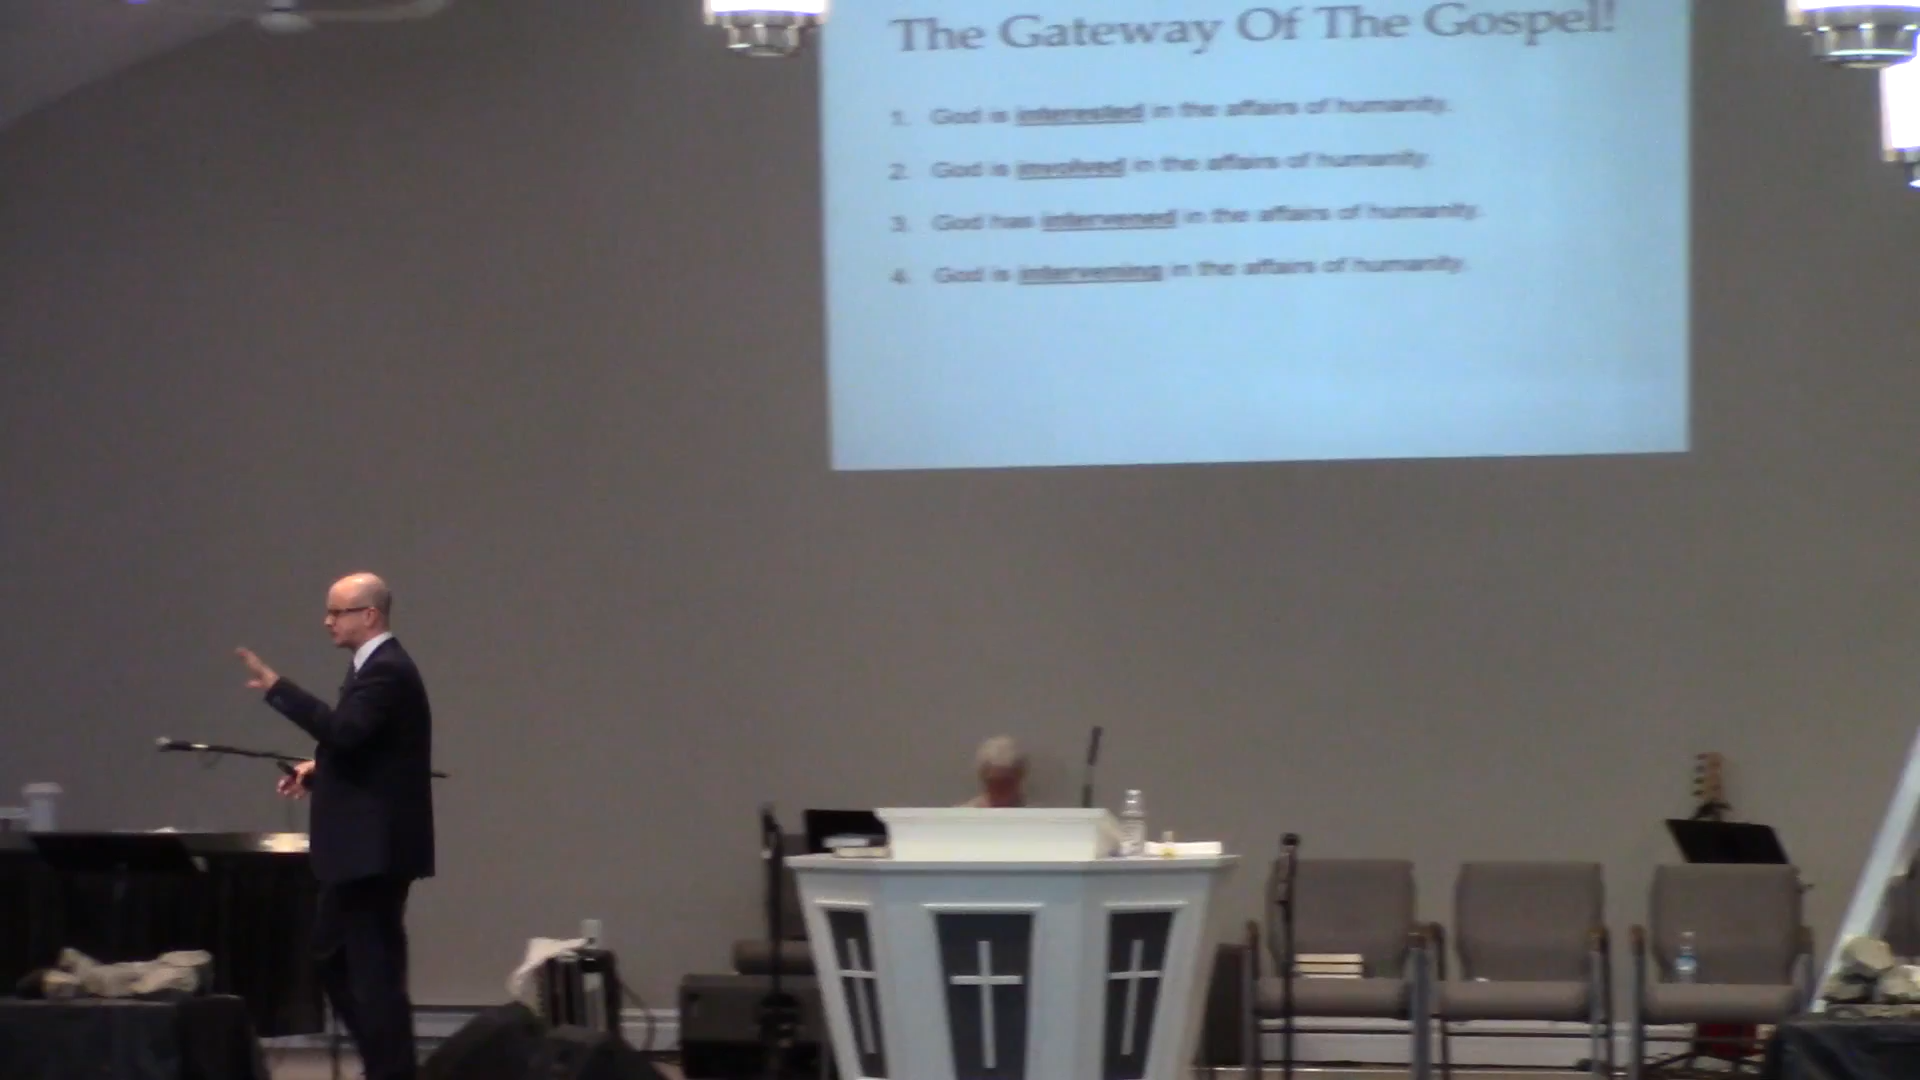 The Gateway Of The Gospel!
1. God is interested in the affairs of humanity.
2. God is involved in the affairs of humanity.
3. God has intervened in the affairs of humanity.
4. God is intervening in the affairs of humanity.